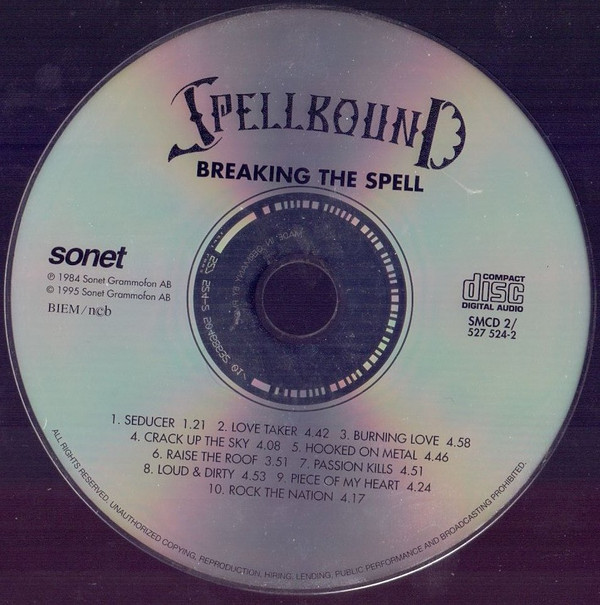 SPELLBOUND
BREAKING THE SPELL
sonet
℗ 1984 Sonet Grammofon AB
© 1995 Sonet Grammofon AB
BIEM/n©b
COMPACT
disc
DIGITAL AUDIO
SMCD 2/
527 524-2
1. SEDUCER 1.21 2. LOVE TAKER 4.42 3. BURNING LOVE 4.58
4. CRACK UP THE SKY 4.08 5. HOOKED ON METAL 4.46
6. RAISE THE ROOF 3.51 7. PASSION KILLS 4.51
8. LOUD & DIRTY 4.53 9. PIECE OF MY HEART 4.24
10. ROCK THE NATION 4.17
ALL RIGHTS RESERVED. UNAUTHORIZED COPYING, REPRODUCTION, HIRING, LENDING, PUBLIC PERFORMANCE AND BROADCASTING PROHIBITED.